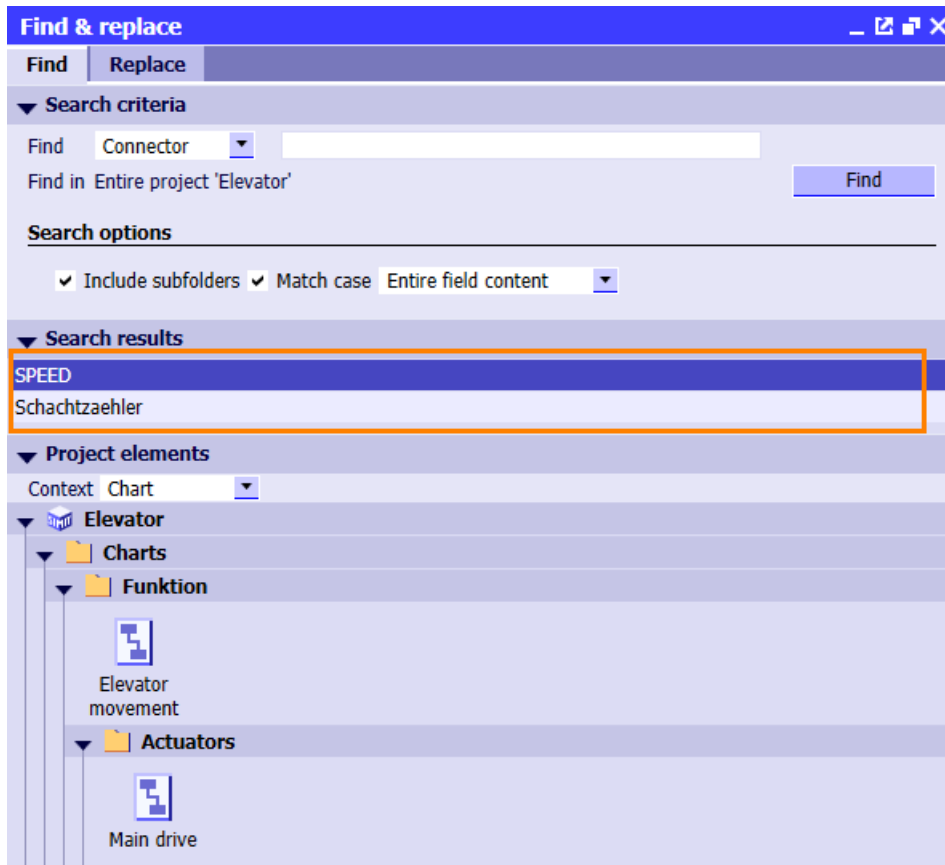 Find & replace
Find Replace
Search criteria
Find Connector
Find in Entire project 'Elevator' Find
Search options
Include subfolders Match case Entire field content
Search results
SPEED
Schachtzaehler
Project elements
Context Chart
Elevator
Charts
Funktion
Elevator
movement
Actuators
Main drive